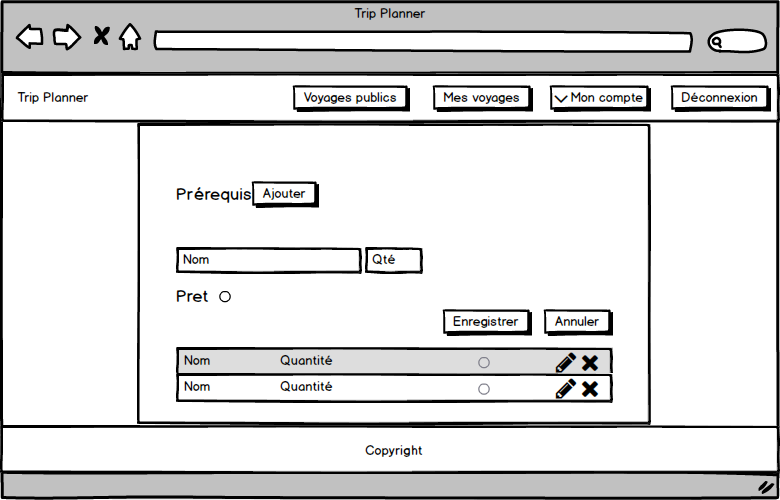 Trip Planner
Trip Planner Voyages publics Mes voyages Mon compte Déconnexion
Prérequis Ajouter
Nom Qté
Pret
Enregistrer Annuler
Nom Quantité
Nom Quantité
Copyright